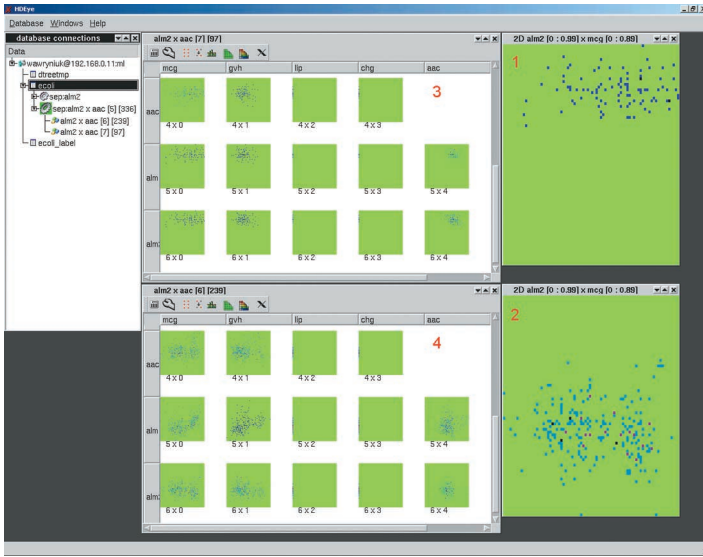 HDEye
Database Windows Help
database connections
Data
wawryniuk@192.168.0.11:ml
dtreetmp
ecoli
sep:alm2
sep:alm2 x aac [5] [336]
alm2 x aac [6] [239]
alm2 x aac [7] [97]
ecoli_label
alm2 x aac [7] [97]
mcg gvh lip chg aac
3
aac
4 x 0 4 x 1 4 x 2 4 x 3
alm
5 x 0 5 x 1 5 x 2 5 x 3 5 x 4
alm:
6 x 0 6 x 1 6 x 2 6 x 3 6 x 4
2D alm2 [0 : 0.99] x mcg [0 : 0.89]
1
alm2 x aac [6] [239]
mcg gvh lip chg aac
4
aac
4 x 0 4 x 1 4 x 2 4 x 3
alm
5 x 0 5 x 1 5 x 2 5 x 3 5 x 4
alm:
6 x 0 6 x 1 6 x 2 6 x 3 6 x 4
2D alm2 [0 : 0.99] x mcg [0 : 0.89]
2